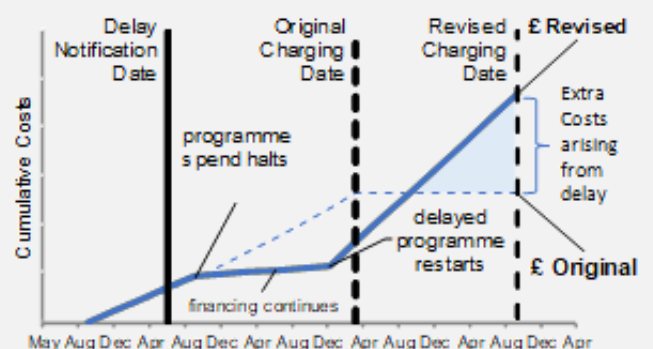 Delay
Notification
Date
Original
Charging
Date
Revised
Charging
Date
£ Revised
Extra
Costs
arising
from
delay
Cumulative Costs
programme
spend halts
delayed
programme
restarts
£ Original
financing continues
May Aug Dec Apr Aug Dec Apr Aug Dec Apr Aug Dec Apr Aug Dec Apr